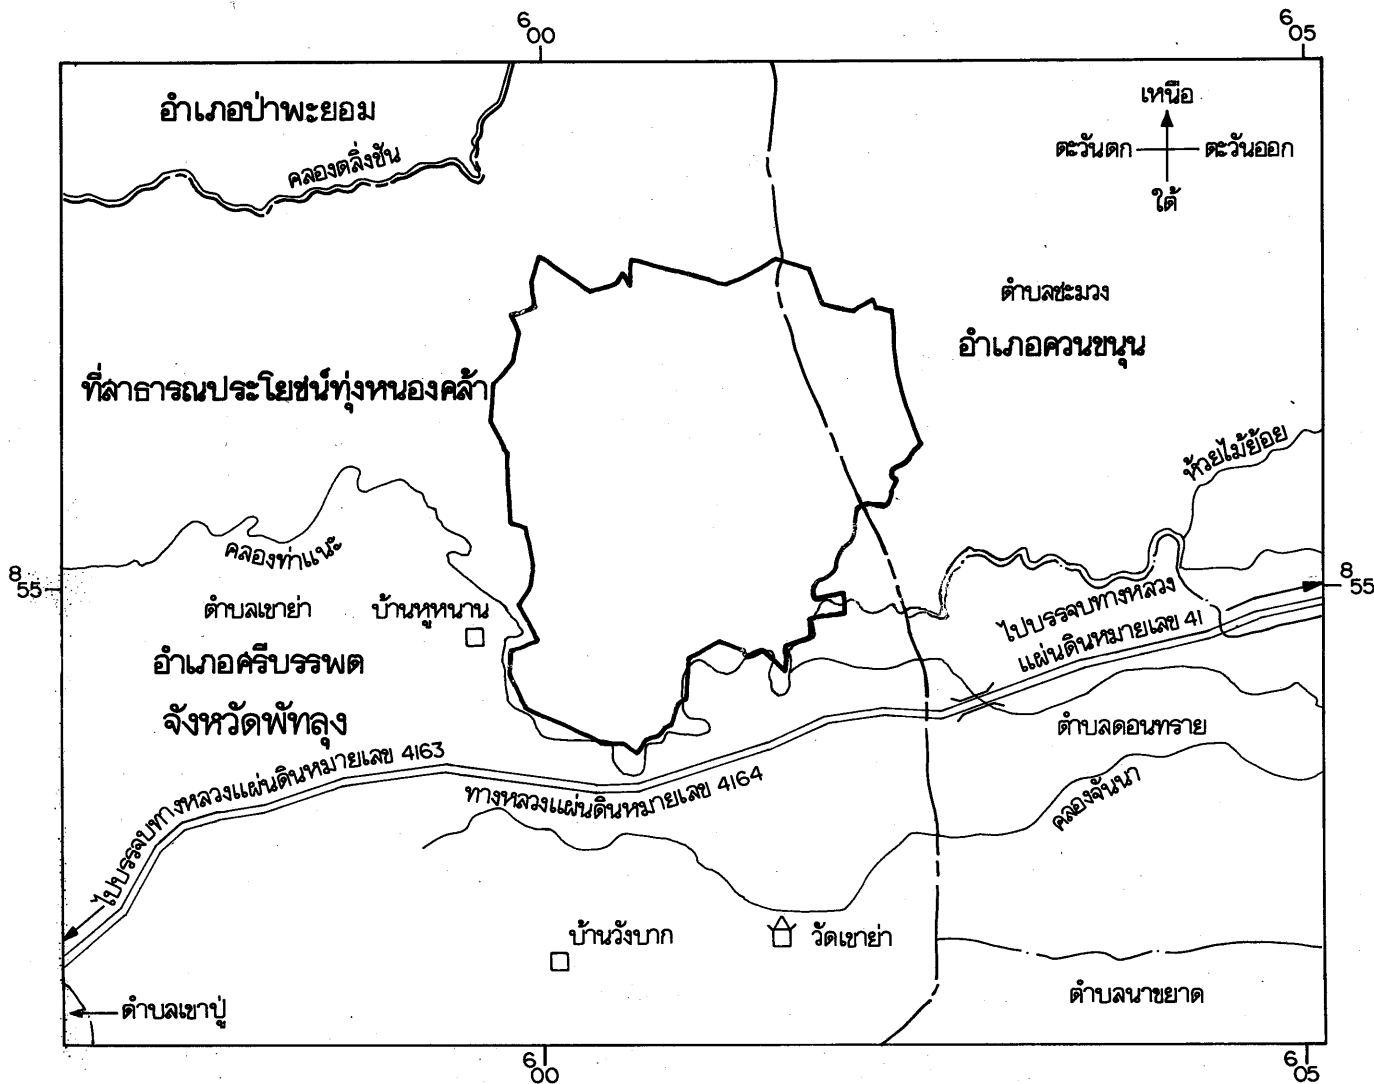 6 00
6 05
อำเภอป่าพะยอม
คลองตลิ่งชัน
เหนือ
ตะวันตก
ตะวันออก
ใต้
ตำบลชะมวง
อำเภอควนขนุน
ที่สาธารณประโยชน์ทุ่งหนองคล้า
ห้วยไม้ย้อย
คลองท่าแนะ
8 55
8 55
ตำบลเขาย่า
บ้านหูหนาน
ไปบรรจบทางหลวง
แผ่นดินหมายเลข 41
อำเภอศรีบรรพต
จังหวัดพัทลุง
ตำบลดอนทราย
ไปบรรจบทางหลวงแผ่นดินหมายเลข 4163
ทางหลวงแผ่นดินหมายเลข 4164
คลองจันนา
บ้านวังบาก
วัดเขาย่า
ตำบลนาขยาด
ตำบลเขาปู่
6 00
6 05